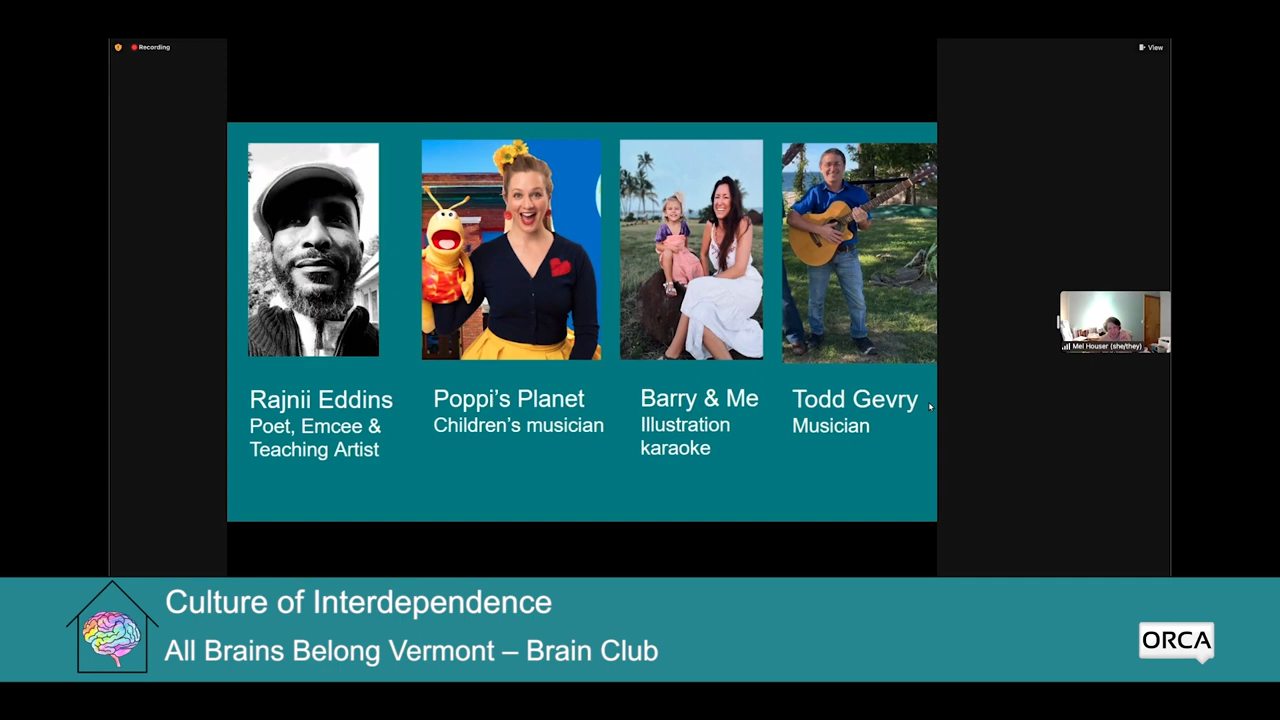 Recording
View
Rajnii Eddins
Poet, Emcee &
Teaching Artist
Poppi's Planet
Children's musician
Barry & Me
Illustration
karaoke
Todd Gevry
Musician
Mel Houser (she/they)
Culture of Interdependence
All Brains Belong Vermont – Brain Club
ORCA